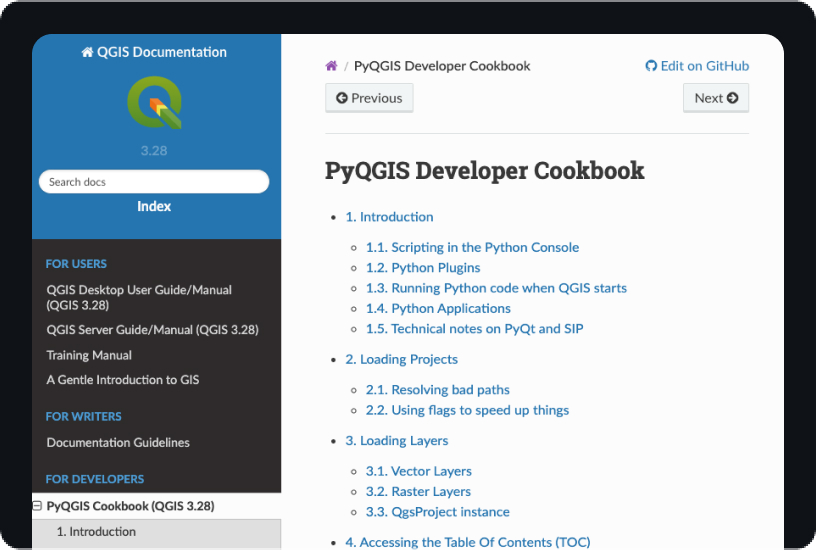 QGIS Documentation
3.28
Search docs
Index
FOR USERS
QGIS Desktop User Guide/Manual
(QGIS 3.28)
QGIS Server Guide/Manual (QGIS 3.28)
Training Manual
A Gentle Introduction to GIS
FOR WRITERS
Documentation Guidelines
FOR DEVELOPERS
PyQGIS Cookbook (QGIS 3.28)
1. Introduction
/ PyQGIS Developer Cookbook
Edit on GitHub
Previous
Next
PyQGIS Developer Cookbook
1. Introduction
1.1. Scripting in the Python Console
1.2. Python Plugins
1.3. Running Python code when QGIS starts
1.4. Python Applications
1.5. Technical notes on PyQt and SIP
2. Loading Projects
2.1. Resolving bad paths
2.2. Using flags to speed up things
3. Loading Layers
3.1. Vector Layers
3.2. Raster Layers
3.3. QgsProject instance
4. Accessing the Table Of Contents (TOC)